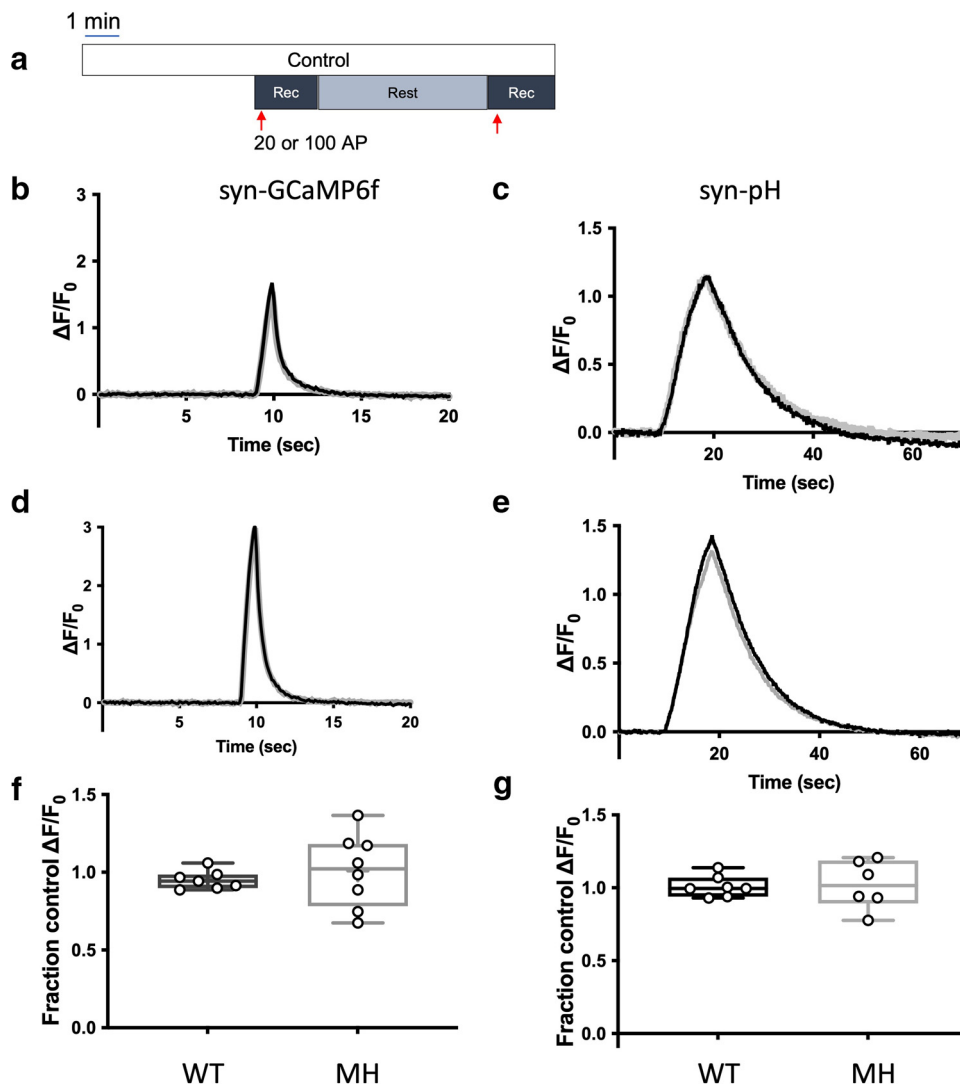 1 min
a
Control
Rec Rest Rec
20 or 100 AP
b syn-GCaMP6f c syn-pH
3
2
1
0
ΔF/F0
5 10 15 20
Time (sec)
1.5
1.0
0.5
0.0
ΔF/F0
20 40 60
Time (sec)
d e
3
2
1
0
ΔF/F0
5 10 15 20
Time (sec)
1.5
1.0
0.5
0.0
ΔF/F0
20 40 60
Time (sec)
f g
1.5
1.0
0.5
0.0
Fraction control ΔF/F0
WT MH
1.5
1.0
0.5
0.0
Fraction control ΔF/F0
WT MH